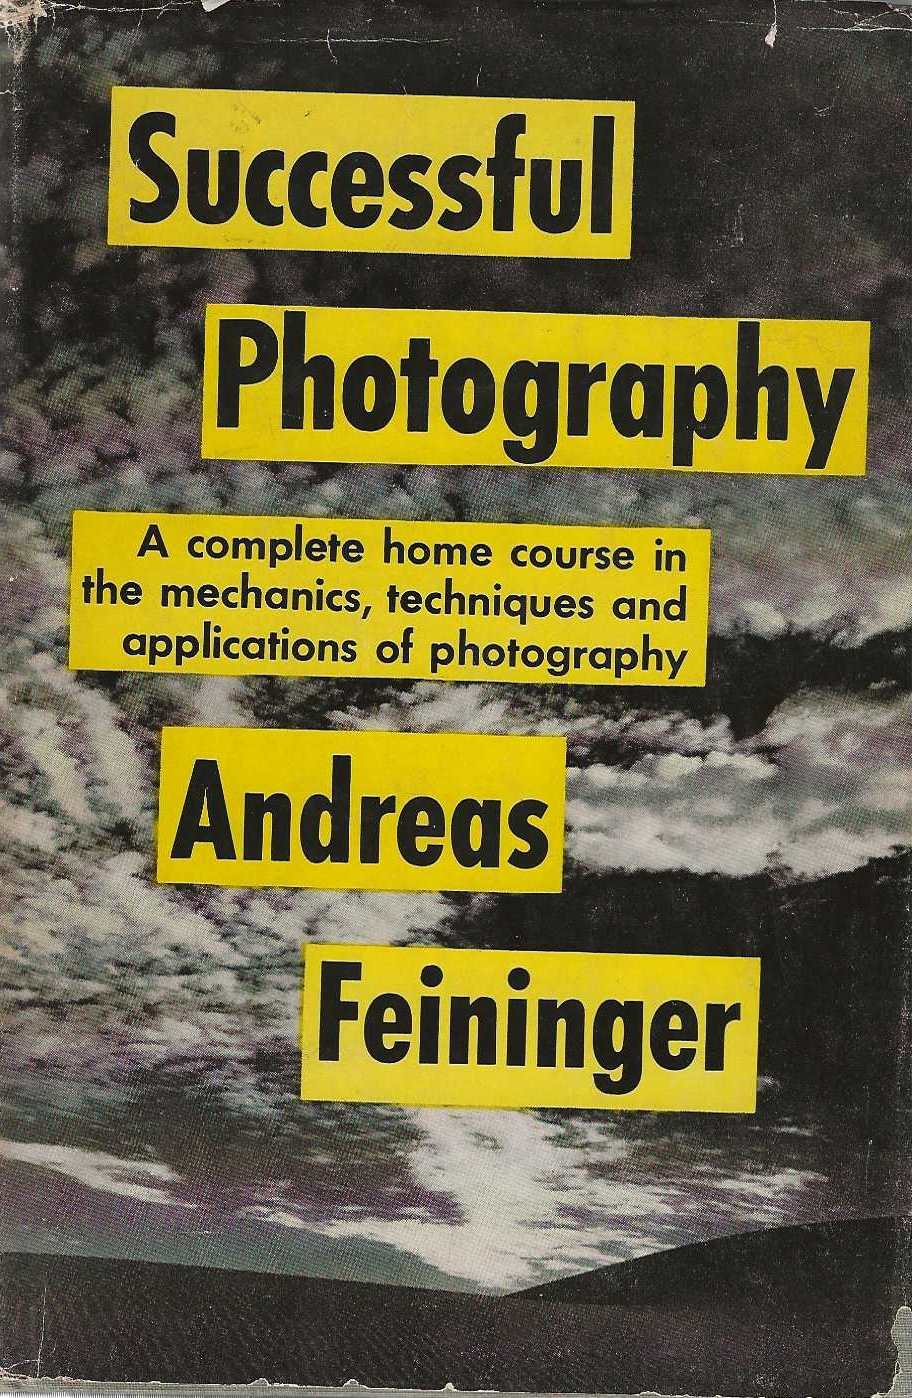 Successful
Photography
A complete home course in
the mechanics, techniques and
applications of photography
Andreas
Feininger